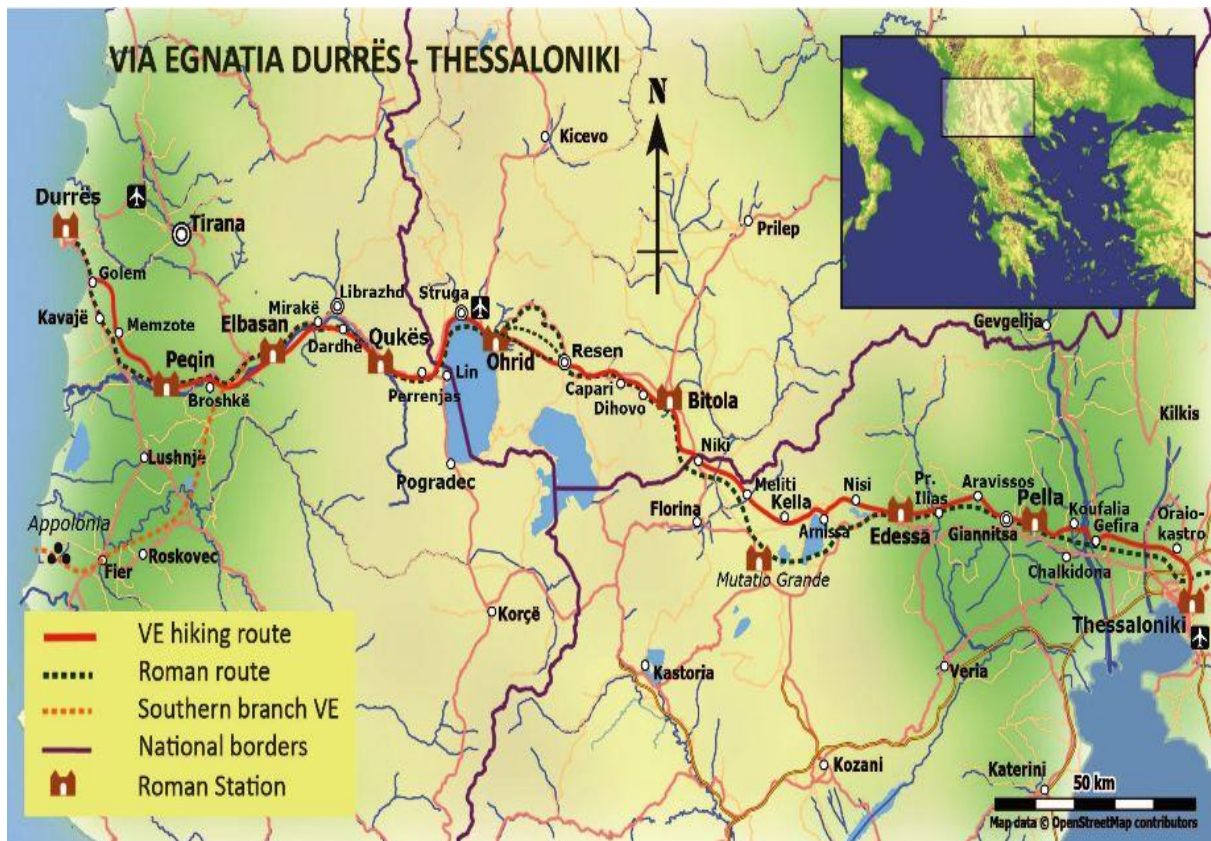 VIA EGNATIA DURRËS - THESSALONIKI
N
Kicevo
Durrës
Tirana
Prilep
Golem
Kavajë
Memzote
Mirakë
Librazhd
Struga
Gevgelija
Elbasan
Dardhë
Qukës
Ohrid
Resen
Peqin
Broshkë
Perrenjas
Lin
Capari
Dihovo
Bitola
Kilkis
Lushnje
Pogradec
Niki
Meliti
Nisi
Pr.
Ilias
Aravissos
Pella
Koufalia
Gefira
Oraio-
kastro
Florina
Kella
Arnissa
Edessa
Giannitsa
Chalkidona
Appolonia
Fier
Roskovec
Mutatio Grande
Korçë
Thessaloniki
Kastoria
Veria
Kozani
Katerini
VE hiking route
Roman route
Southern branch VE
National borders
Roman Station
50 km
Map data © OpenStreetMap contributors